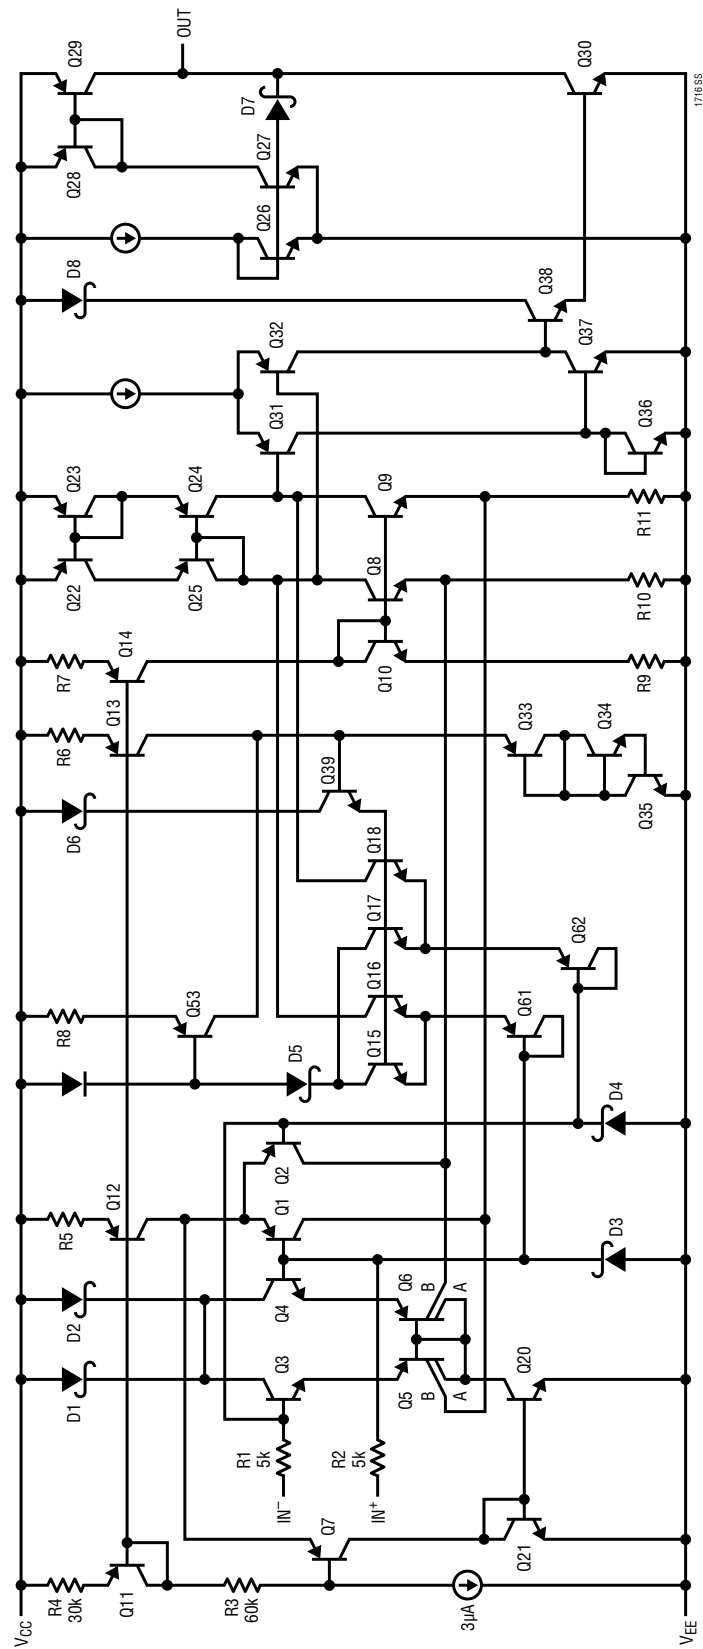 VCC
R4
30k
Q11
R3
60k
3µA
VEE
Q7
Q21
IN−
R1
5k
IN+
R2
5k
D1
D2
Q3
Q4
Q5
Q6
B
A
B
A
Q20
R5
Q12
Q1
Q2
D3
D4
R8
Q53
D5
Q15
Q16
Q17
Q18
Q61
Q62
D6
Q39
R6
Q13
R7
Q14
Q33
Q34
Q35
Q10
Q8
Q9
R9
R10
R11
Q22
Q23
Q25
Q24
Q31
Q32
Q36
Q37
Q38
D8
Q26
Q27
Q28
Q29
D7
OUT
Q30
1716 SS